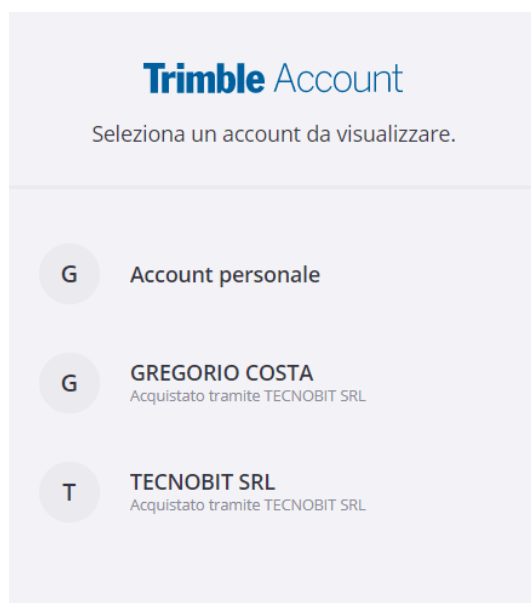 Trimble Account
Seleziona un account da visualizzare.
G
Account personale
G
GREGORIO COSTA
Acquistato tramite TECNOBIT SRL
T
TECNOBIT SRL
Acquistato tramite TECNOBIT SRL